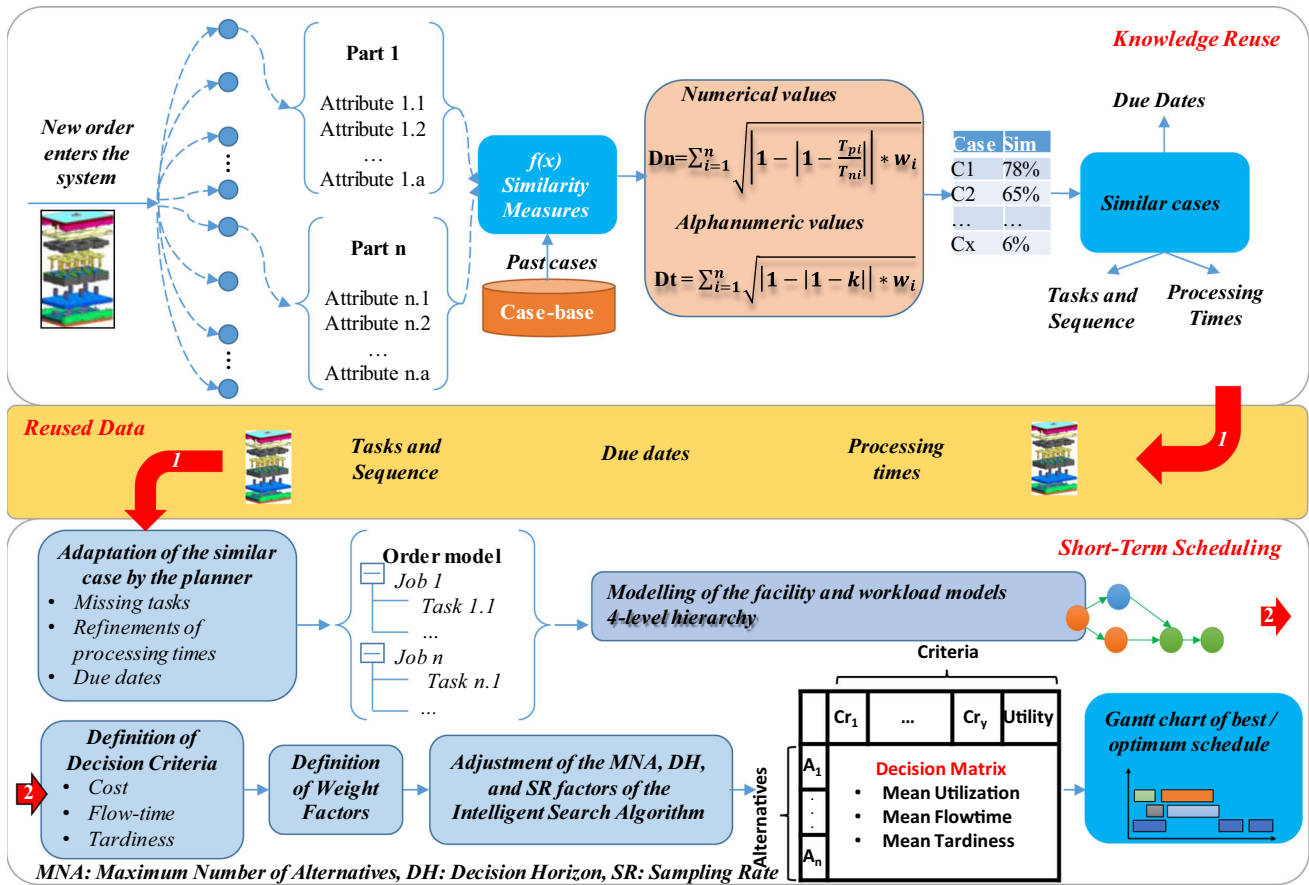 Knowledge Reuse
New order
enters the
system
Part 1
Attribute 1.1
Attribute 1.2
…
Attribute 1.a
Part n
Attribute n.1
Attribute n.2
…
Attribute n.a
f(x)
Similarity
Measures
Past cases
Case-base
Numerical values
Dn=∑ⁿᵢ₌₁ √(|1 − |1 − Tpi/Tni|| * wi)
Alphanumeric values
Dt = ∑ⁿᵢ₌₁ √(|1 − |1 − k|| * wi)
Case Sim
C1 78%
C2 65%
… …
Cx 6%
Due Dates
Similar cases
Tasks and
Sequence
Processing
Times
Reused Data
1
Tasks and
Sequence
Due dates
Processing
times
1
Short-Term Scheduling
Adaptation of the similar
case by the planner
• Missing tasks
• Refinements of
processing times
• Due dates
Order model
Job 1
Task 1.1
...
Job n
Task n.1
...
Modelling of the facility and workload models
4-level hierarchy
2
2
Definition of
Decision Criteria
• Cost
• Flow-time
• Tardiness
Definition
of Weight
Factors
Adjustment of the MNA, DH,
and SR factors of the
Intelligent Search Algorithm
Criteria
Cr1 … Cry Utility
Alternatives
A1
An
Decision Matrix
• Mean Utilization
• Mean Flowtime
• Mean Tardiness
Gantt chart of best /
optimum schedule
MNA: Maximum Number of Alternatives, DH: Decision Horizon, SR: Sampling Rate